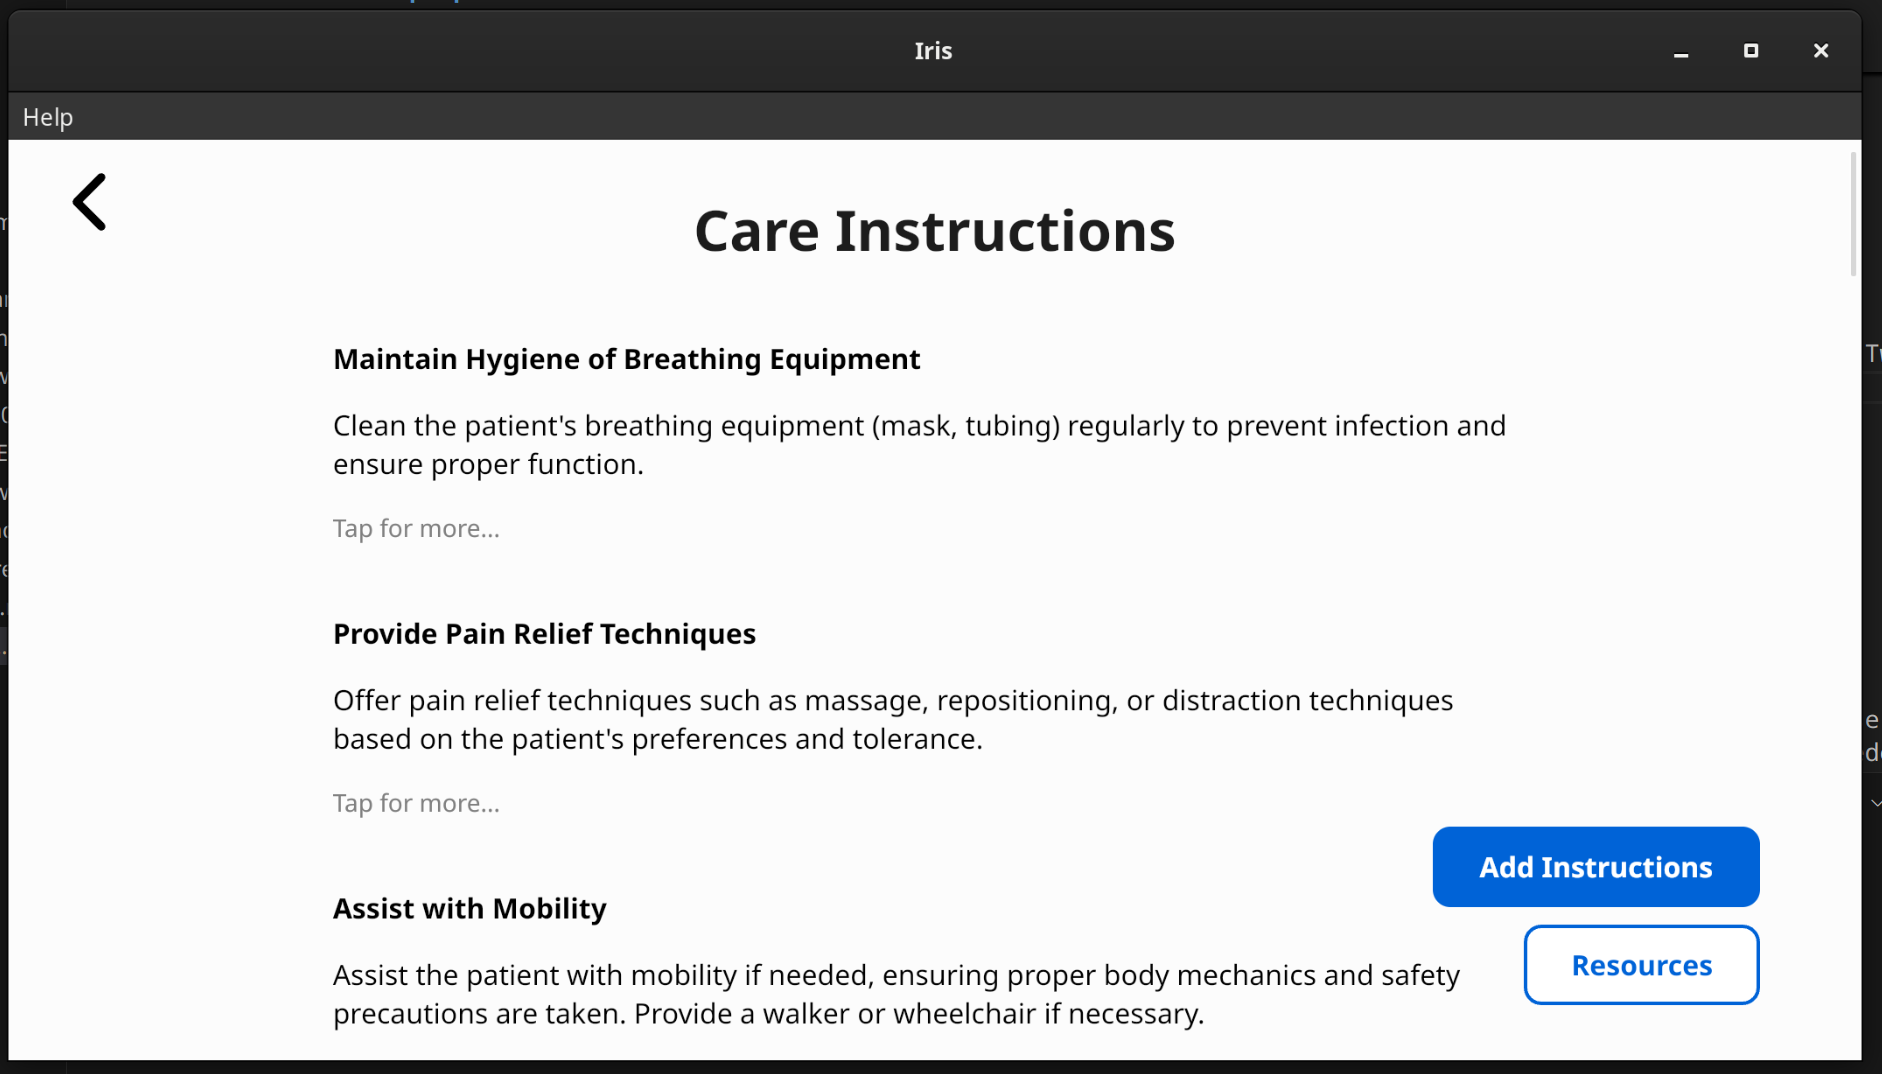 Iris
Help
Care Instructions
Maintain Hygiene of Breathing Equipment
Clean the patient's breathing equipment (mask, tubing) regularly to prevent infection and
ensure proper function.
Tap for more...
Provide Pain Relief Techniques
Offer pain relief techniques such as massage, repositioning, or distraction techniques
based on the patient's preferences and tolerance.
Tap for more...
Add Instructions
Assist with Mobility
Resources
Assist the patient with mobility if needed, ensuring proper body mechanics and safety
precautions are taken. Provide a walker or wheelchair if necessary.